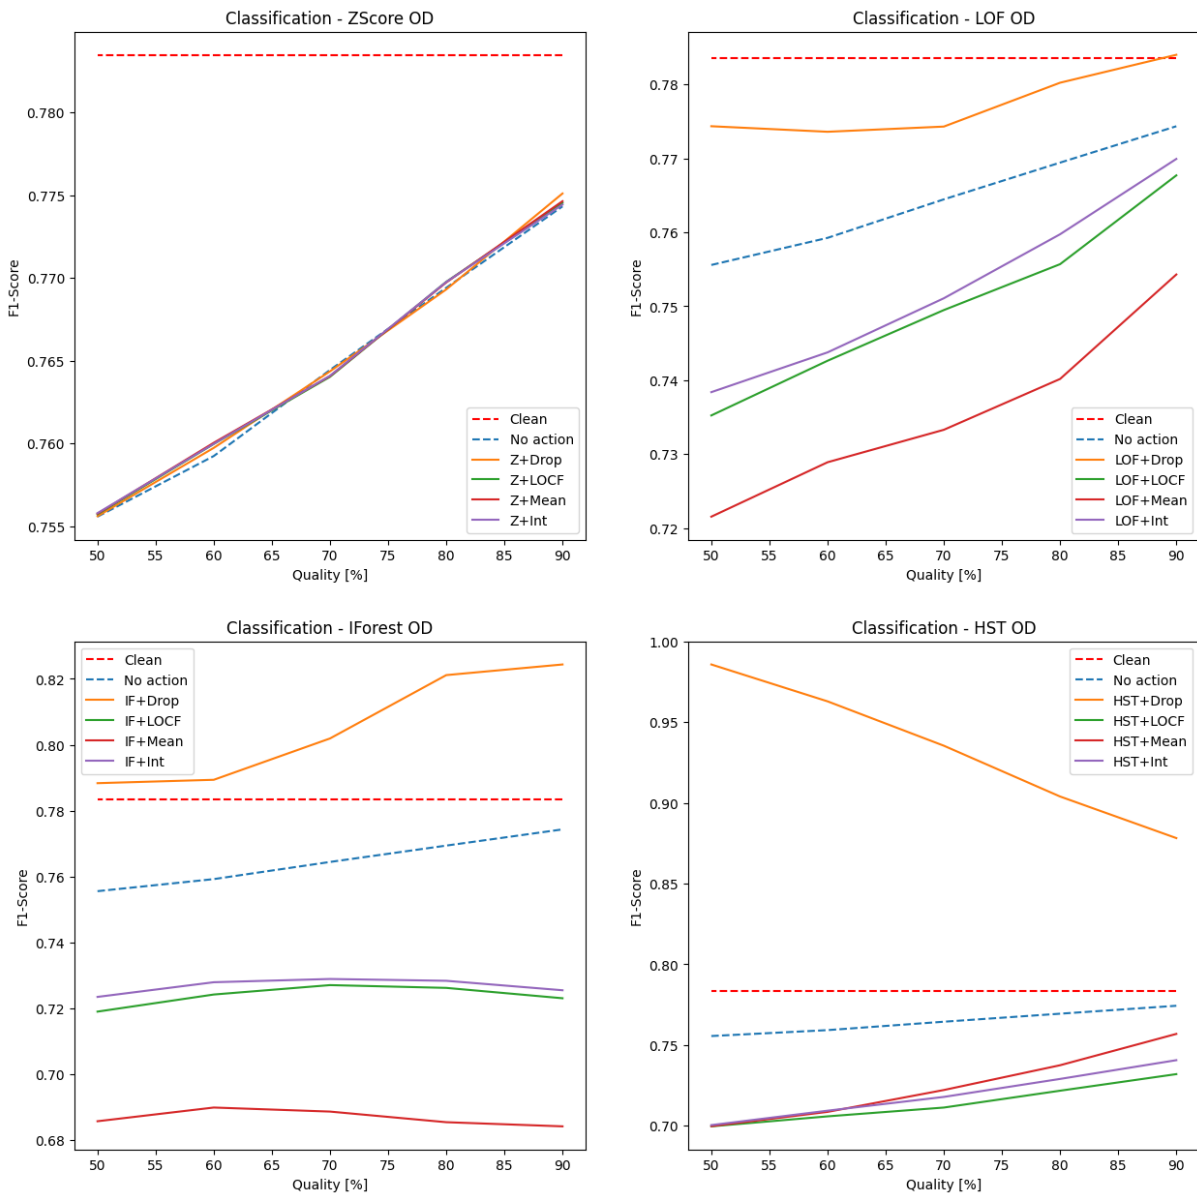 Classification - ZScore OD
F1-Score
0.780
0.775
0.770
0.765
0.760
0.755
Clean
No action
Z+Drop
Z+LOCF
Z+Mean
Z+Int
50 55 60 65 70 75 80 85 90
Quality [%]
Classification - LOF OD
F1-Score
0.78
0.77
0.76
0.75
0.74
0.73
0.72
Clean
No action
LOF+Drop
LOF+LOCF
LOF+Mean
LOF+Int
50 55 60 65 70 75 80 85 90
Quality [%]
Classification - IForest OD
F1-Score
0.82
0.80
0.78
0.76
0.74
0.72
0.70
0.68
Clean
No action
IF+Drop
IF+LOCF
IF+Mean
IF+Int
50 55 60 65 70 75 80 85 90
Quality [%]
Classification - HST OD
F1-Score
1.00
0.95
0.90
0.85
0.80
0.75
0.70
Clean
No action
HST+Drop
HST+LOCF
HST+Mean
HST+Int
50 55 60 65 70 75 80 85 90
Quality [%]